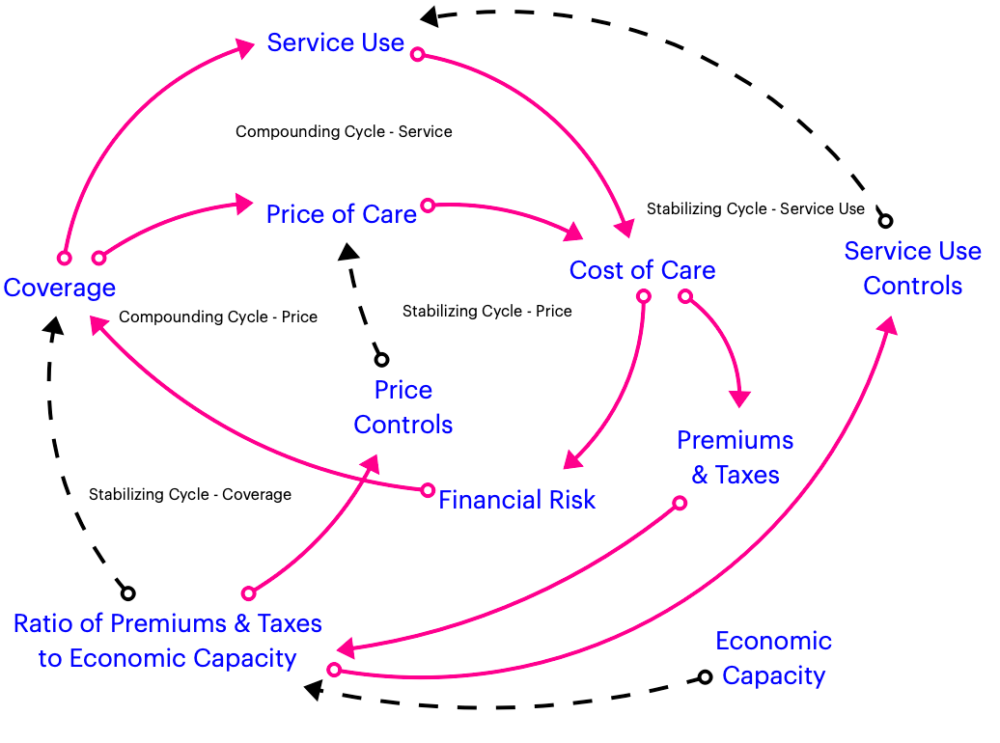 Service Use
Compounding Cycle - Service
Price of Care
Stabilizing Cycle - Service Use
Cost of Care
Service Use
Controls
Coverage
Compounding Cycle - Price
Stabilizing Cycle - Price
Price
Controls
Premiums
& Taxes
Stabilizing Cycle - Coverage
Financial Risk
Ratio of Premiums & Taxes
to Economic Capacity
Economic
Capacity